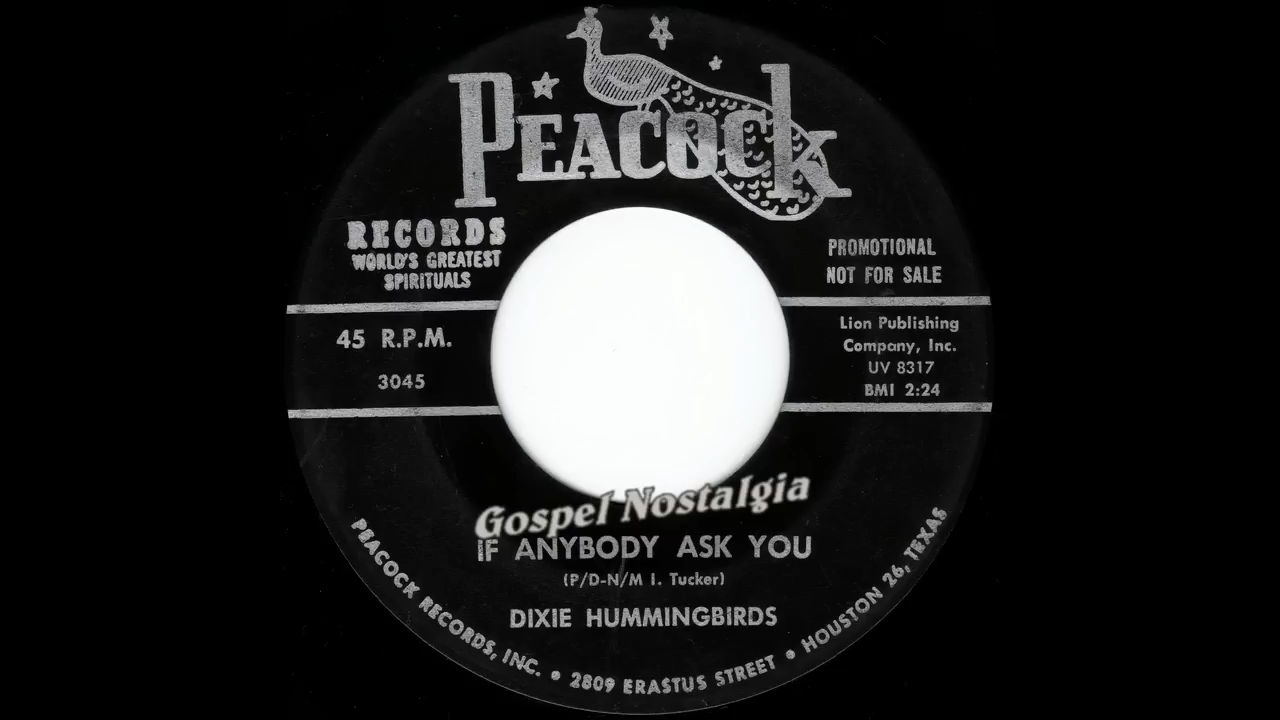 PEACOCK
RECORDS
WORLD'S GREATEST
SPIRITUALS
PROMOTIONAL
NOT FOR SALE
45 R.P.M.
3045
Lion Publishing
Company, Inc.
UV 8317
BMI 2:24
Gospel Nostalgia
IF ANYBODY ASK YOU
(P/D-N/M I. Tucker)
DIXIE HUMMINGBIRDS
PEACOCK RECORDS, INC. • 2809 ERASTUS STREET • HOUSTON 26, TEXAS